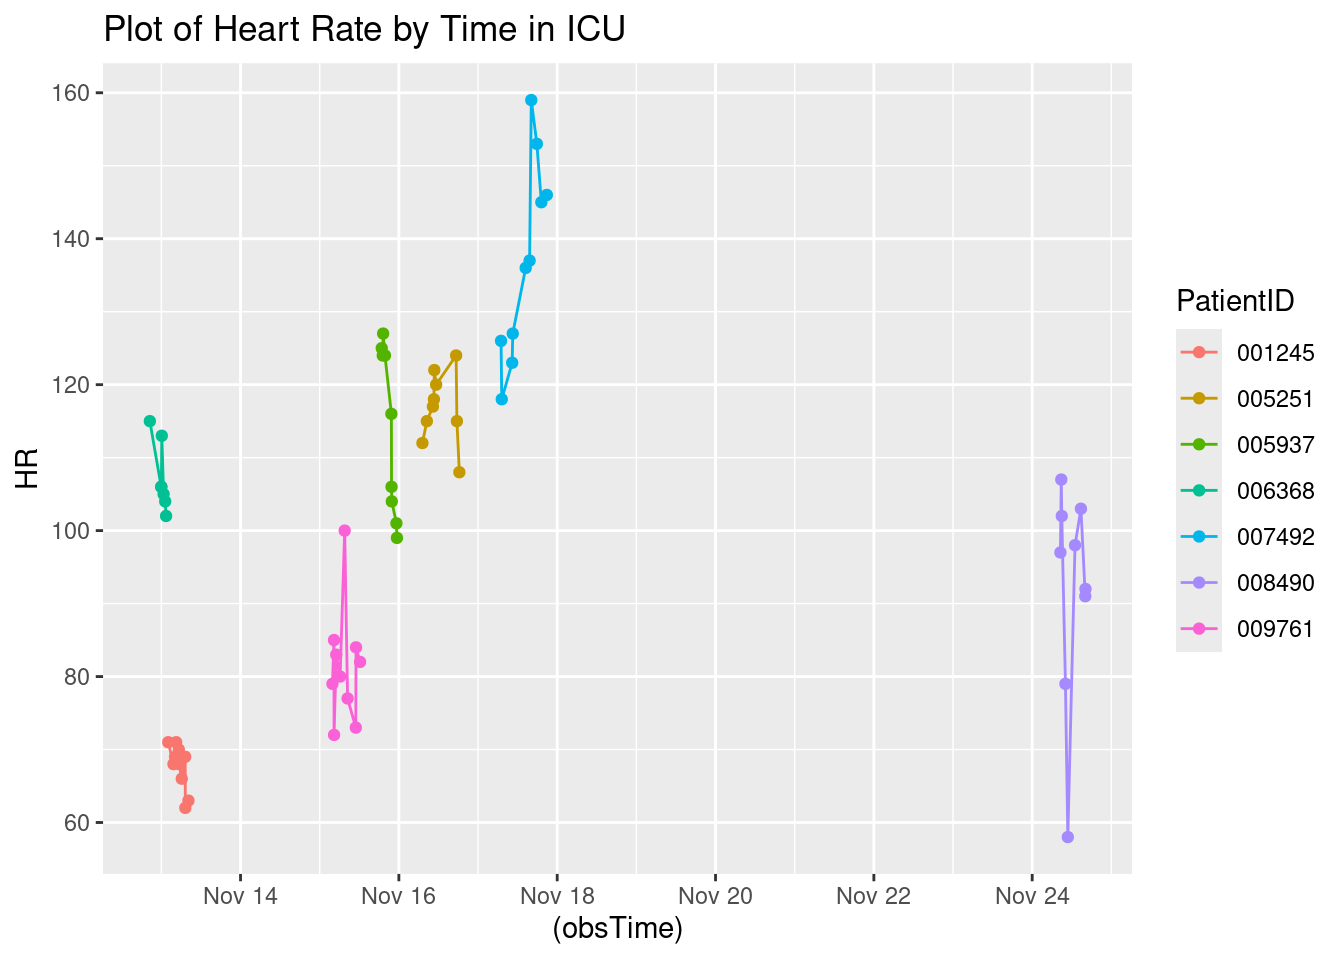 Plot of Heart Rate by Time in ICU
160
140
120
100
80
60
HR
Nov 14 Nov 16 Nov 18 Nov 20 Nov 22 Nov 24
(obsTime)
PatientID
001245
005251
005937
006368
007492
008490
009761